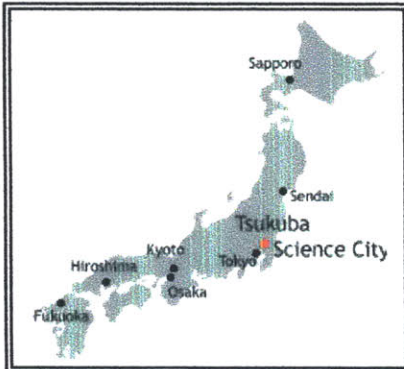 Sapporo
Sendai
Tsukuba
Science City
Tokyo
Kyoto
Osaka
Hiroshima
Fukuoka